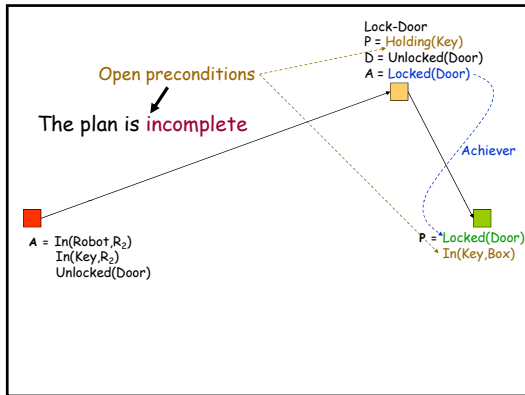 Lock-Door
P = Holding(Key)
D = Unlocked(Door)
A = Locked(Door)
Open preconditions
The plan is incomplete
Achiever
A = In(Robot,R₂)
In(Key,R₂)
Unlocked(Door)
P = Locked(Door)
In(Key,Box)